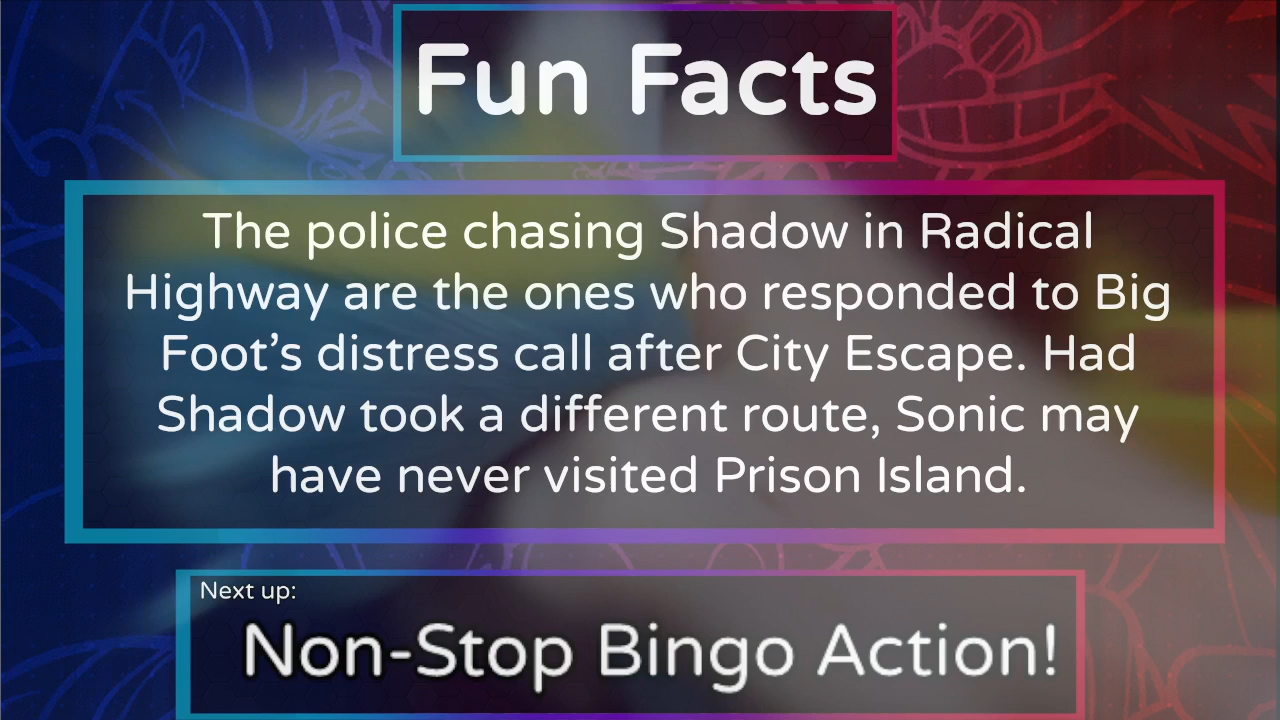 Fun Facts
The police chasing Shadow in Radical
Highway are the ones who responded to Big
Foot’s distress call after City Escape. Had
Shadow took a different route, Sonic may
have never visited Prison Island.
Next up:
Non-Stop Bingo Action!